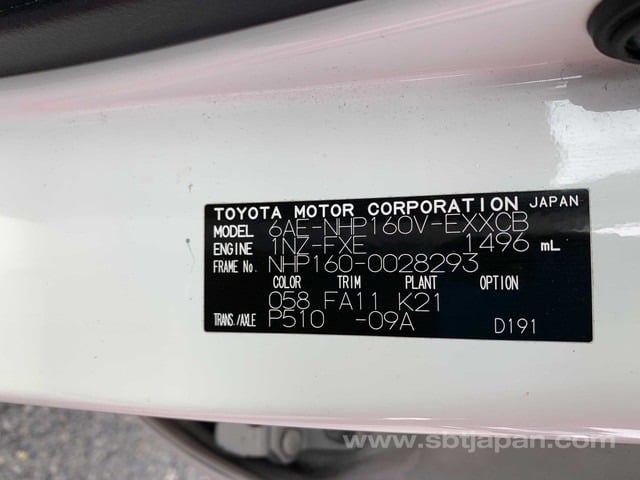 TOYOTA MOTOR CORPORATION JAPAN
MODEL 6AE-NHP160V-EXXCB
ENGINE 1NZ-FXE 1496 mL
FRAME No. NHP160-0028293
COLOR TRIM PLANT OPTION
058 FA11 K21
TRANS./AXLE P510 -09A D191
www.sbtjapan.com